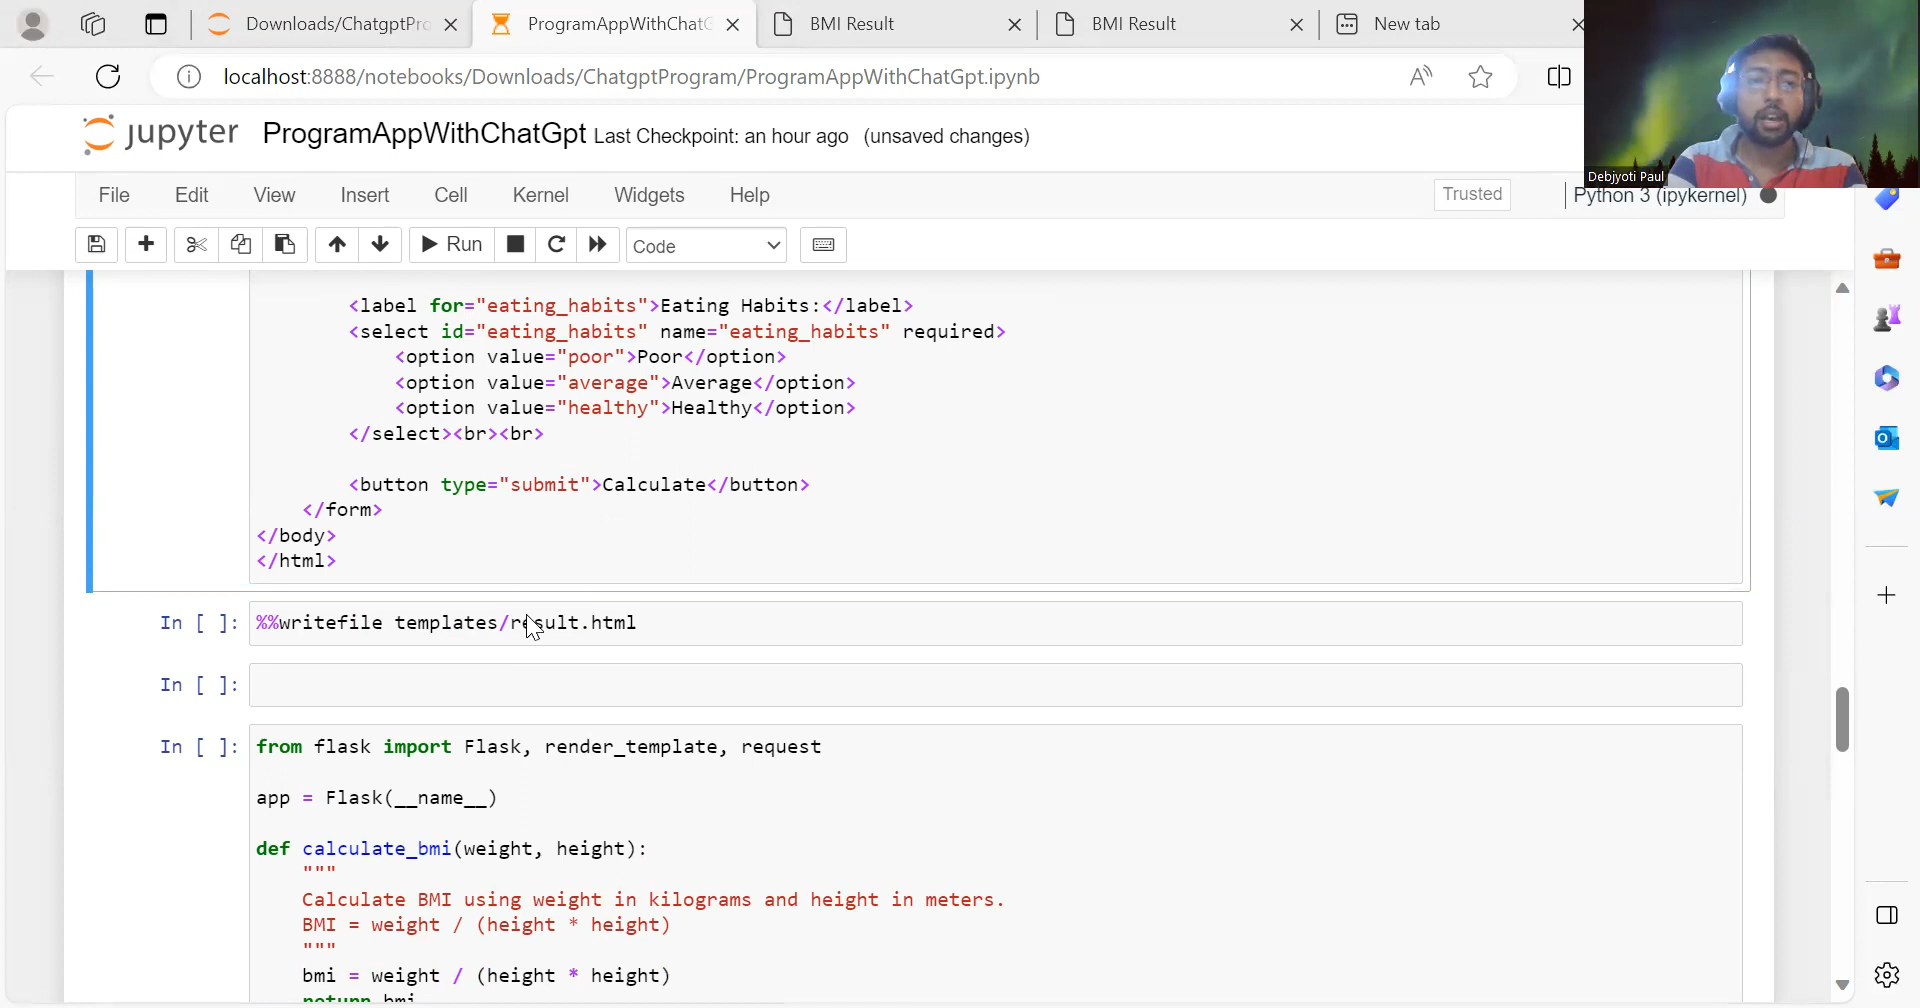 Downloads/ChatgptPro
ProgramAppWithChatG
BMI Result
BMI Result
New tab
localhost:8888/notebooks/Downloads/ChatgptProgram/ProgramAppWithChatGpt.ipynb
jupyter ProgramAppWithChatGpt Last Checkpoint: an hour ago (unsaved changes)
Debjyoti Paul
File Edit View Insert Cell Kernel Widgets Help Trusted Python 3 (ipykernel)
Run Code
<label for="eating_habits">Eating Habits:</label>
<select id="eating_habits" name="eating_habits" required>
<option value="poor">Poor</option>
<option value="average">Average</option>
<option value="healthy">Healthy</option>
</select><br><br>
<button type="submit">Calculate</button>
</form>
</body>
</html>
In [ ]: %%writefile templates/result.html
In [ ]:
In [ ]: from flask import Flask, render_template, request
app = Flask(__name__)
def calculate_bmi(weight, height):
"""
Calculate BMI using weight in kilograms and height in meters.
BMI = weight / (height * height)
"""
bmi = weight / (height * height)
return bmi